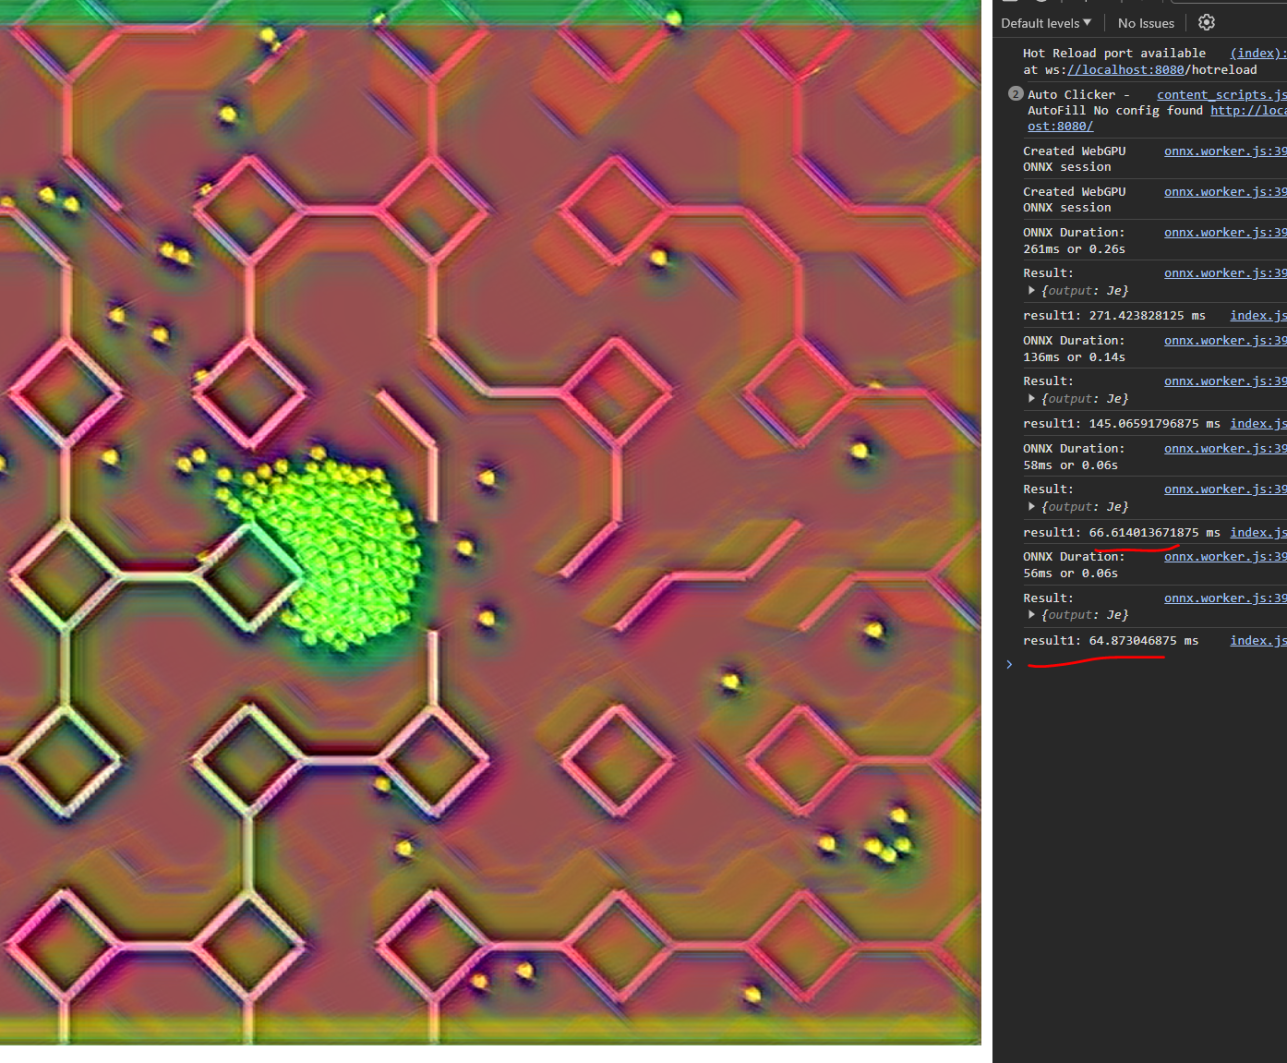 Default levels ▼ No Issues
Hot Reload port available (index):
at ws://localhost:8080/hotreload
2 Auto Clicker - content_scripts.js
AutoFill No config found http://loca
ost:8080/
Created WebGPU onnx.worker.js:39
ONNX session
Created WebGPU onnx.worker.js:39
ONNX session
ONNX Duration: onnx.worker.js:39
261ms or 0.26s
Result: onnx.worker.js:39
▶ {output: Je}
result1: 271.423828125 ms index.js
ONNX Duration: onnx.worker.js:39
136ms or 0.14s
Result: onnx.worker.js:39
▶ {output: Je}
result1: 145.06591796875 ms index.js
ONNX Duration: onnx.worker.js:39
58ms or 0.06s
Result: onnx.worker.js:39
▶ {output: Je}
result1: 66.614013671875 ms index.js
ONNX Duration: onnx.worker.js:39
56ms or 0.06s
Result: onnx.worker.js:39
▶ {output: Je}
result1: 64.873046875 ms index.js